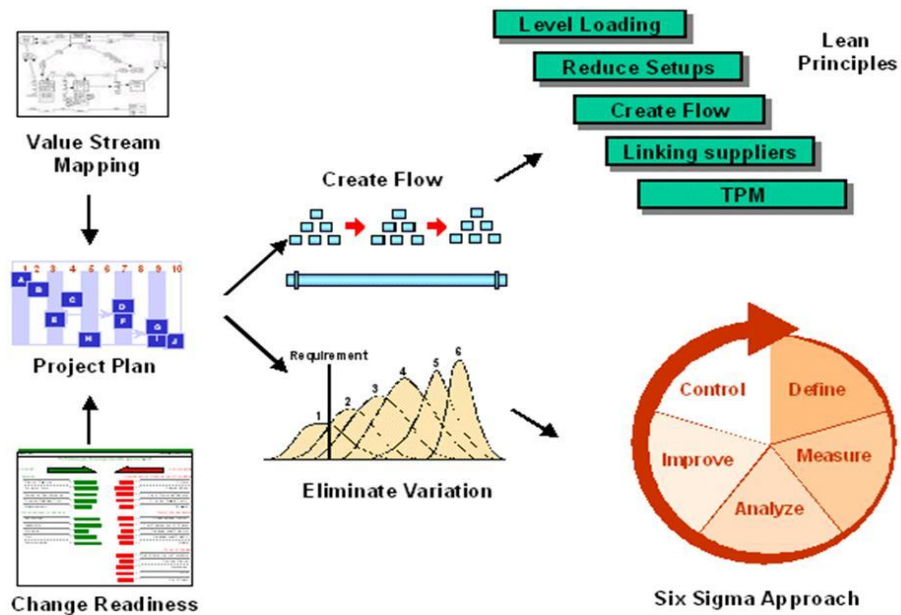 Level Loading
Lean
Principles
Reduce Setups
Create Flow
Linking suppliers
TPM
Value Stream
Mapping
Create Flow
1 2 3 4 5 6 7 8 9 10
A
B
C
D
E
F
G
H
I
J
Project Plan
Requirement
1
2
3
4
5
6
Eliminate Variation
Control
Define
Improve
Measure
Analyze
Change Readiness
Six Sigma Approach